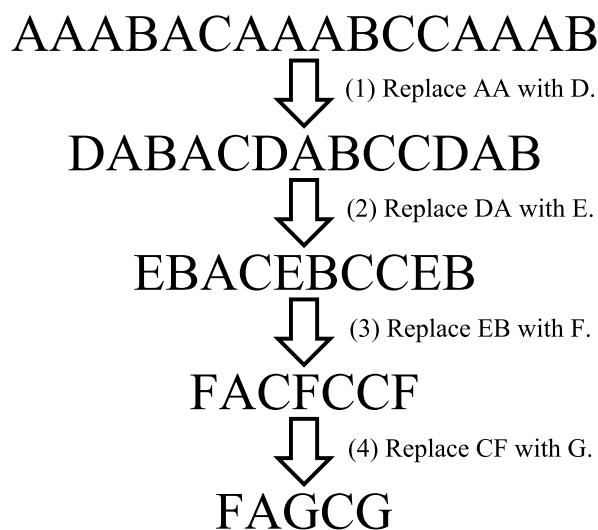 AAABACAAABCCAAAB
(1) Replace AA with D.
DABACDABCCDAB
(2) Replace DA with E.
EBACEBCCEB
(3) Replace EB with F.
FACFCCF
(4) Replace CF with G.
FAGCG